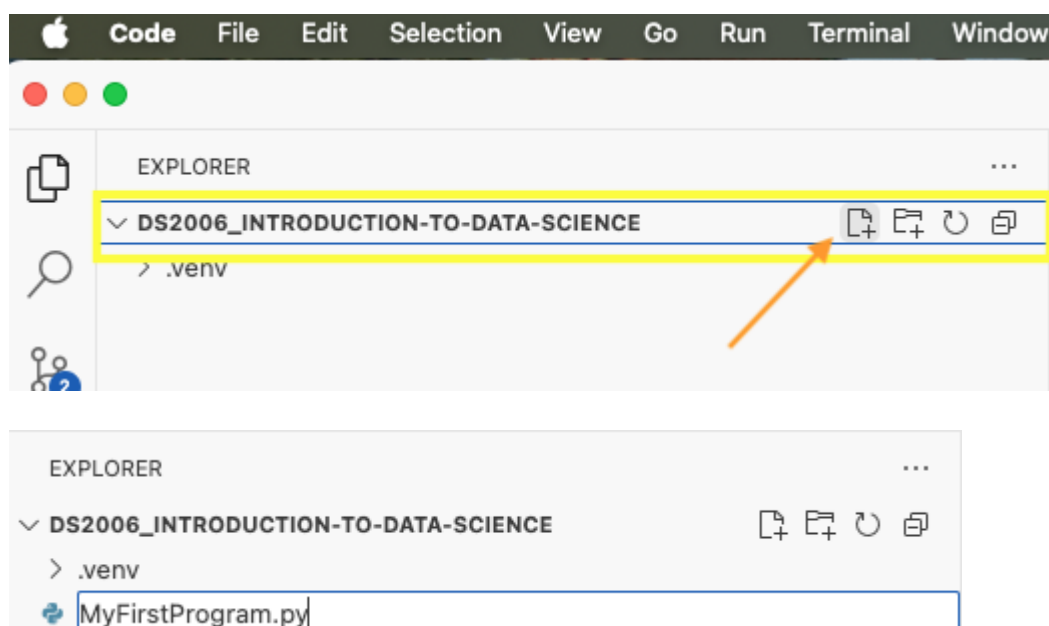 Code File Edit Selection View Go Run Terminal Window
EXPLORER
DS2006_INTRODUCTION-TO-DATA-SCIENCE
.venv
2
EXPLORER
DS2006_INTRODUCTION-TO-DATA-SCIENCE
.venv
MyFirstProgram.py